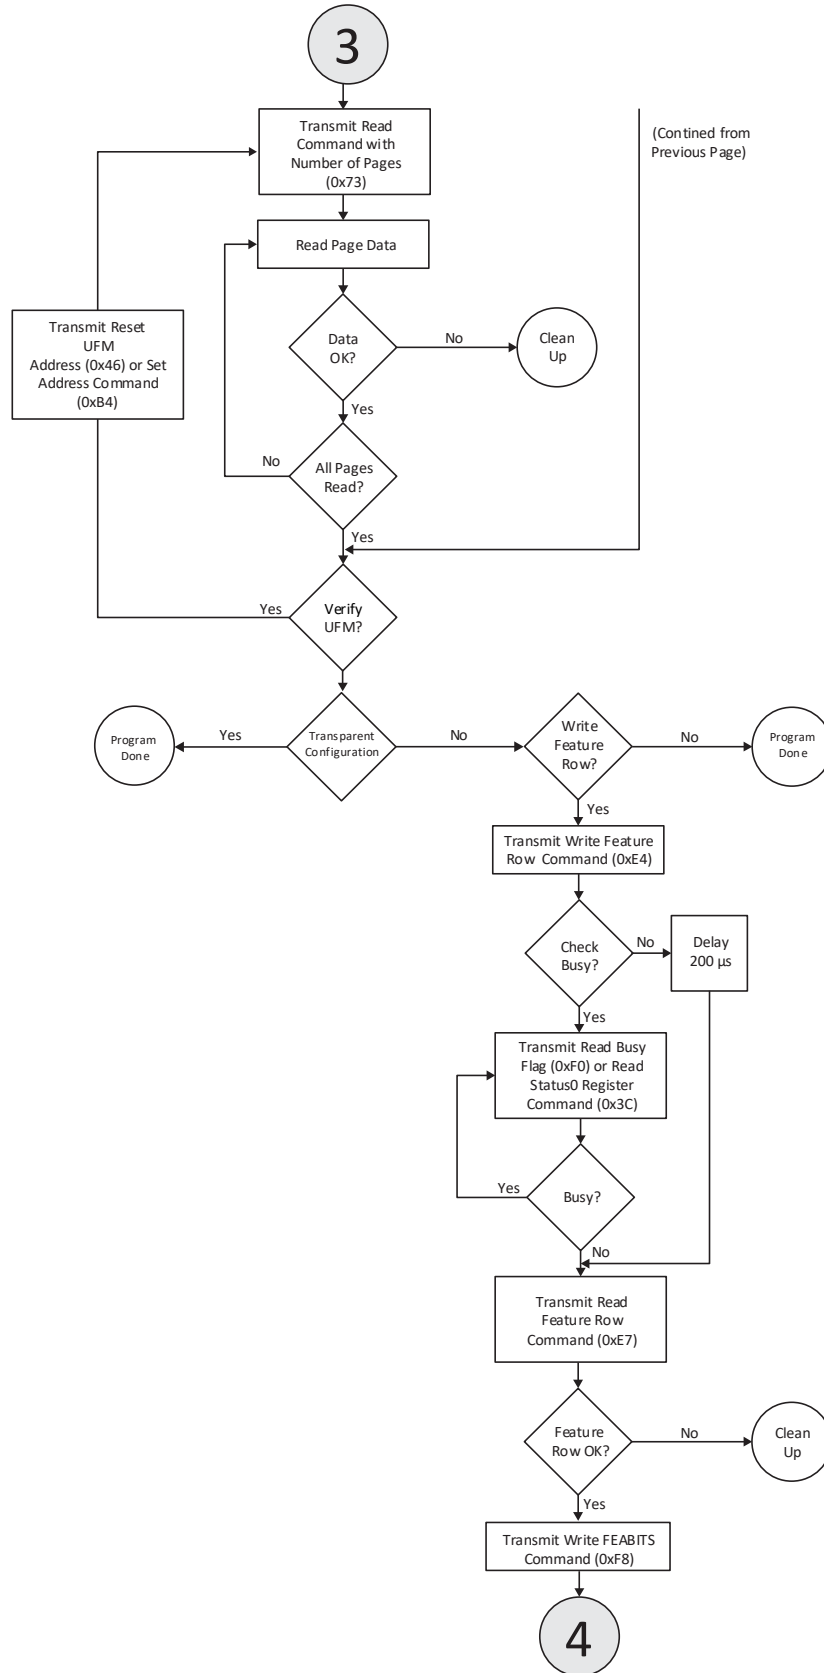 3
Transmit Read
Command with
Number of Pages
(0x73)
(Contined from
Previous Page)
Read Page Data
Transmit Reset
UFM
Address (0x46) or Set
Address Command
(0xB4)
Data
OK?
No
Clean
Up
Yes
All Pages
Read?
No
Yes
Verify
UFM?
Yes
Program
Done
Yes
Transparent
Configuration
No
Write
Feature
Row?
No
Program
Done
Yes
Transmit Write Feature
Row Command (0xE4)
Check
Busy?
No
Delay
200 µs
Yes
Transmit Read Busy
Flag (0xF0) or Read
Status0 Register
Command (0x3C)
Yes
Busy?
No
Transmit Read
Feature Row
Command (0xE7)
Feature
Row OK?
No
Clean
Up
Yes
Transmit Write FEABITS
Command (0xF8)
4